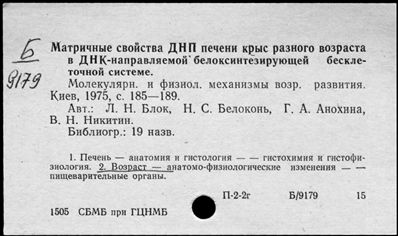 Б
9179
Матричные свойства ДНП печени крыс разного возраста
в ДНК-направляемой белоксинтезирующей бескле-
точной системе.
Молекулярн. и физиол. механизмы возр. развития.
Киев, 1975, с. 185—189.
Авт.: Л. Н. Блок, Н. С. Белоконь, Г. А. Анохина,
В. Н. Никитин.
Библиогр.: 19 назв.
1. Печень — анатомия и гистология — — гистохимия и гистофи-
зиология. 2. Возраст — анатомо-физиологические изменения — —
пищеварительные органы.
П-2-2г Б/9179 15
1505 СБМБ при ГЦНМБ